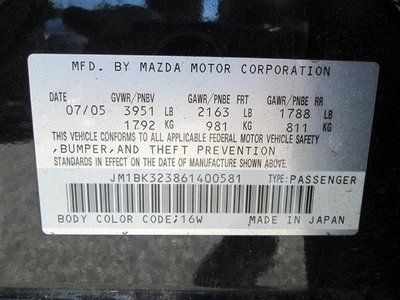 MFD. BY MAZDA MOTOR CORPORATION
DATE GVWR/PNBV GAWR/PNBE FRT GAWR/PNBE RR
07/05 3951 LB 2163 LB 1788 LB
1792 KG 981 KG 811 KG
THIS VEHICLE CONFORMS TO ALL APPLICABLE FEDERAL MOTOR VEHICLE SAFETY
,BUMPER,AND THEFT PREVENTION
STANDARDS IN EFFECT ON THE DATE OF MANUFACTURE SHOWN ABOVE.
JM1BK323861400581 TYPE:PASSENGER
BODY COLOR CODE;16W MADE IN JAPAN